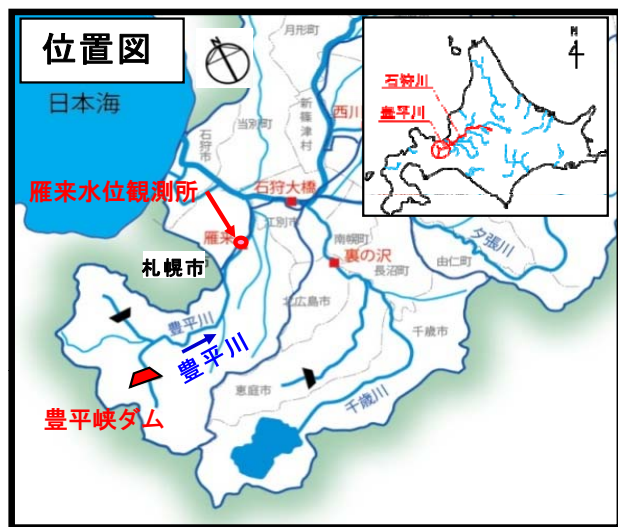 位置図
日本海
月形町
新篠津村
当別町
西川
石狩市
石狩大橋
雁来水位観測所
江別市
雁来
札幌市
南幌町
裏の沢
長沼町
由仁町
夕張川
北広島市
千歳市
豊平川
豊平川
恵庭市
千歳川
豊平峡ダム
石狩川
豊平川
N